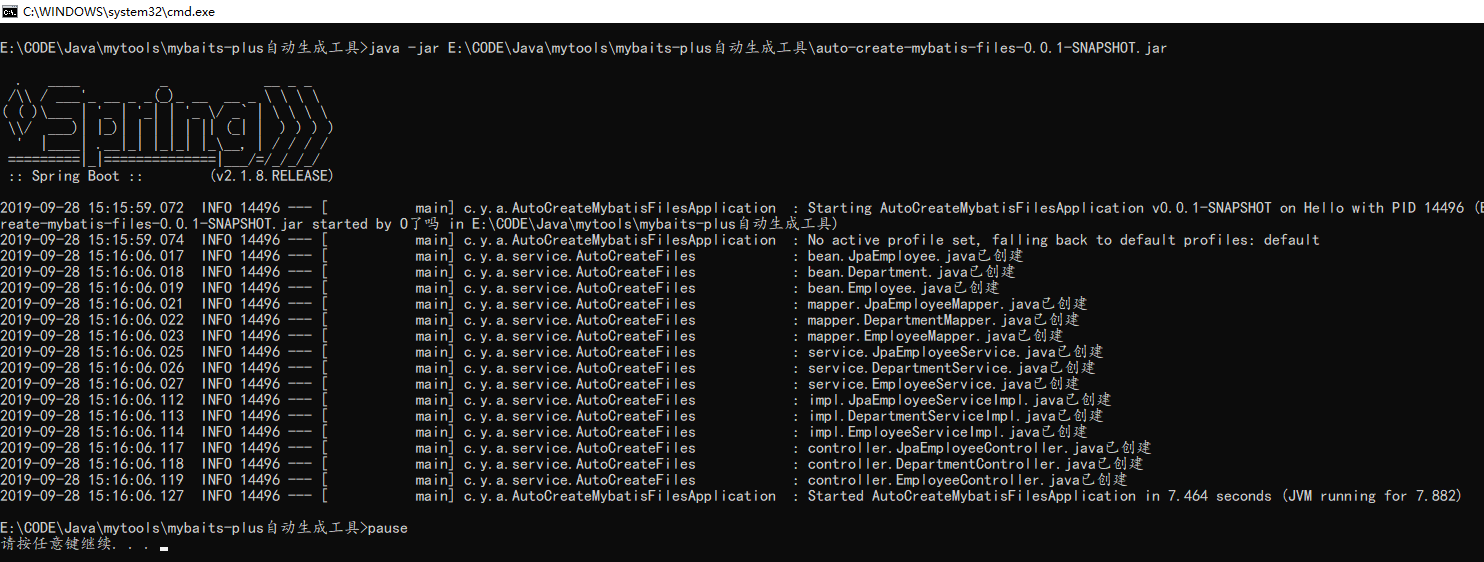 C:\WINDOWS\system32\cmd.exe
E:\CODE\Java\mytools\mybaits-plus自动生成工具>java -jar E:\CODE\Java\mytools\mybaits-plus自动生成工具\auto-create-mybatis-files-0.0.1-SNAPSHOT.jar
  .   ____          _            __ _ _
 /\\ / ___'_ __ _ _(_)_ __  __ _ \ \ \ \
( ( )\___ | '_ | '_| | '_ \/ _` | \ \ \ \
 \\/  ___)| |_)| | | | | || (_| |  ) ) ) )
  '  |____| .__|_| |_|_| |_\__, | / / / /
 =========|_|==============|___/=/_/_/_/
 :: Spring Boot ::        (v2.1.8.RELEASE)
2019-09-28 15:15:59.072  INFO 14496 --- [           main] c.y.a.AutoCreateMybatisFilesApplication  : Starting AutoCreateMybatisFilesApplication v0.0.1-SNAPSHOT on Hello with PID 14496 (E
reate-mybatis-files-0.0.1-SNAPSHOT.jar started by O了吗 in E:\CODE\Java\mytools\mybaits-plus自动生成工具)
2019-09-28 15:15:59.074  INFO 14496 --- [           main] c.y.a.AutoCreateMybatisFilesApplication  : No active profile set, falling back to default profiles: default
2019-09-28 15:16:06.017  INFO 14496 --- [           main] c.y.a.service.AutoCreateFiles            : bean.JpaEmployee.java已创建
2019-09-28 15:16:06.018  INFO 14496 --- [           main] c.y.a.service.AutoCreateFiles            : bean.Department.java已创建
2019-09-28 15:16:06.019  INFO 14496 --- [           main] c.y.a.service.AutoCreateFiles            : bean.Employee.java已创建
2019-09-28 15:16:06.021  INFO 14496 --- [           main] c.y.a.service.AutoCreateFiles            : mapper.JpaEmployeeMapper.java已创建
2019-09-28 15:16:06.022  INFO 14496 --- [           main] c.y.a.service.AutoCreateFiles            : mapper.DepartmentMapper.java已创建
2019-09-28 15:16:06.023  INFO 14496 --- [           main] c.y.a.service.AutoCreateFiles            : mapper.EmployeeMapper.java已创建
2019-09-28 15:16:06.025  INFO 14496 --- [           main] c.y.a.service.AutoCreateFiles            : service.JpaEmployeeService.java已创建
2019-09-28 15:16:06.026  INFO 14496 --- [           main] c.y.a.service.AutoCreateFiles            : service.DepartmentService.java已创建
2019-09-28 15:16:06.027  INFO 14496 --- [           main] c.y.a.service.AutoCreateFiles            : service.EmployeeService.java已创建
2019-09-28 15:16:06.112  INFO 14496 --- [           main] c.y.a.service.AutoCreateFiles            : impl.JpaEmployeeServiceImpl.java已创建
2019-09-28 15:16:06.113  INFO 14496 --- [           main] c.y.a.service.AutoCreateFiles            : impl.DepartmentServiceImpl.java已创建
2019-09-28 15:16:06.114  INFO 14496 --- [           main] c.y.a.service.AutoCreateFiles            : impl.EmployeeServiceImpl.java已创建
2019-09-28 15:16:06.117  INFO 14496 --- [           main] c.y.a.service.AutoCreateFiles            : controller.JpaEmployeeController.java已创建
2019-09-28 15:16:06.118  INFO 14496 --- [           main] c.y.a.service.AutoCreateFiles            : controller.DepartmentController.java已创建
2019-09-28 15:16:06.119  INFO 14496 --- [           main] c.y.a.service.AutoCreateFiles            : controller.EmployeeController.java已创建
2019-09-28 15:16:06.127  INFO 14496 --- [           main] c.y.a.AutoCreateMybatisFilesApplication  : Started AutoCreateMybatisFilesApplication in 7.464 seconds (JVM running for 7.882)
E:\CODE\Java\mytools\mybaits-plus自动生成工具>pause
请按任意键继续. . .